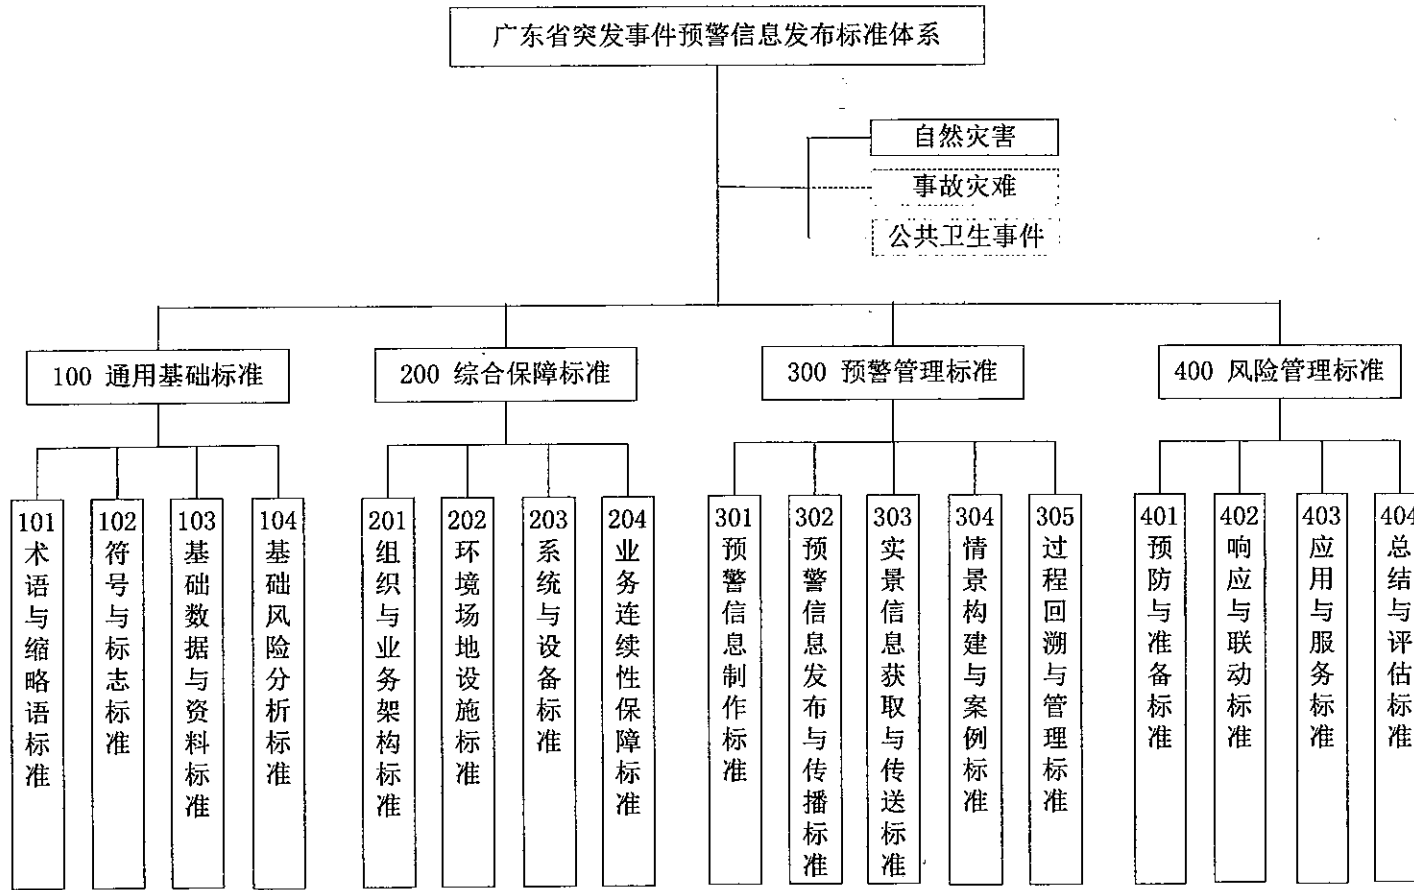 广东省突发事件预警信息发布标准体系
自然灾害
事故灾难
公共卫生事件
100 通用基础标准
200 综合保障标准
300 预警管理标准
400 风险管理标准
101 术语与缩略语标准
102 符号与标志标准
103 基础数据与资料标准
104 基础风险分析标准
201 组织与业务架构标准
202 环境场地设施标准
203 系统与设备标准
204 业务连续性保障标准
301 预警信息制作标准
302 预警信息发布与传播标准
303 实景信息获取与传送标准
304 情景构建与案例标准
305 过程回溯与管理标准
401 预防与准备标准
402 响应与联动标准
403 应用与服务标准
404 总结与评估标准